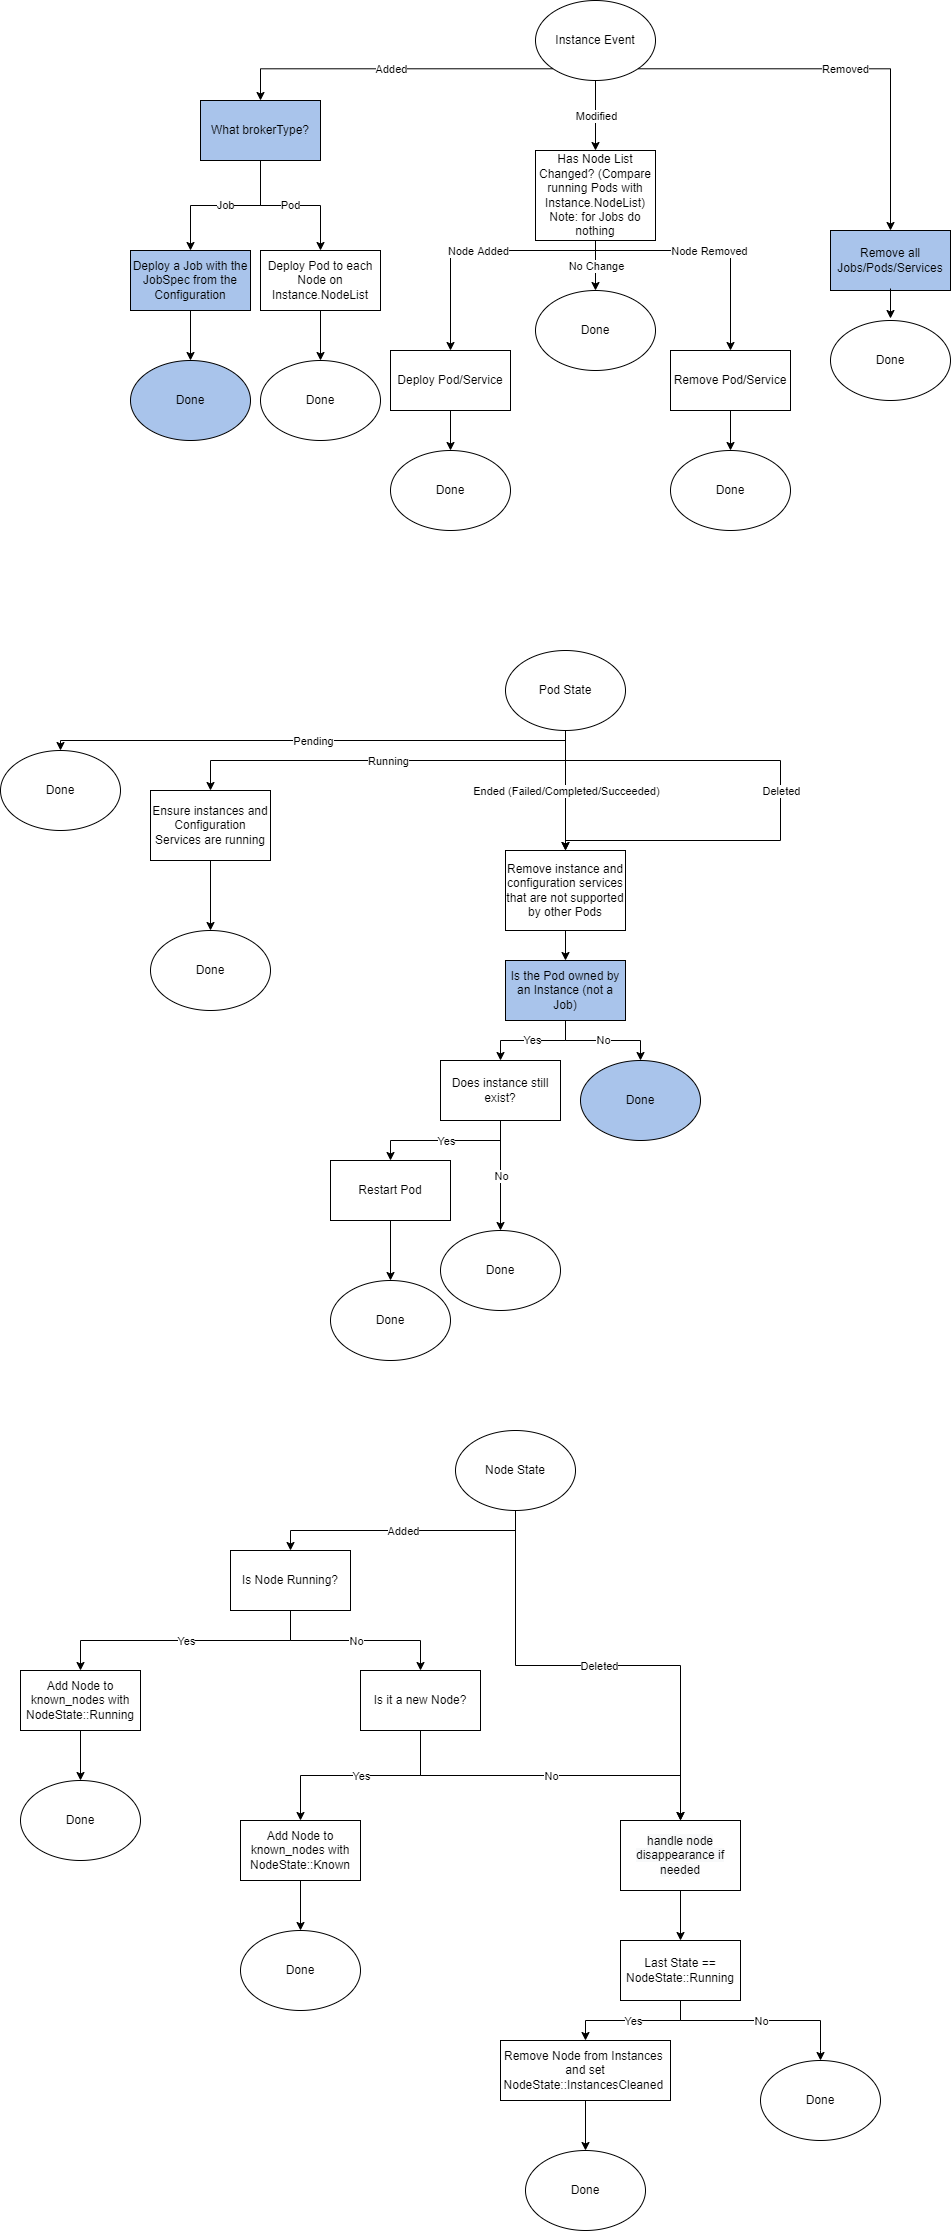 Instance Event
Added
Removed
Modified
What brokerType?
Has Node List
Changed? (Compare
running Pods with
Instance.NodeList)
Note: for Jobs do
nothing
Job
Pod
Deploy a Job with the
JobSpec from the
Configuration
Deploy Pod to each
Node on
Instance.NodeList
Node Added
No Change
Node Removed
Remove all
Jobs/Pods/Services
Done
Done
Done
Done
Deploy Pod/Service
Remove Pod/Service
Done
Done
Pod State
Pending
Running
Done
Ended (Failed/Completed/Succeeded)
Deleted
Ensure instances and
Configuration
Services are running
Remove instance and
configuration services
that are not supported
by other Pods
Done
Is the Pod owned by
an Instance (not a
Job)
Yes
No
Does instance still
exist?
Done
Yes
No
Restart Pod
Done
Done
Node State
Added
Is Node Running?
Yes
No
Deleted
Add Node to
known_nodes with
NodeState::Running
Is it a new Node?
Yes
No
Done
Add Node to
known_nodes with
NodeState::Known
handle node
disappearance if
needed
Done
Last State ==
NodeState::Running
Yes
No
Remove Node from Instances
and set
NodeState::InstancesCleaned
Done
Done